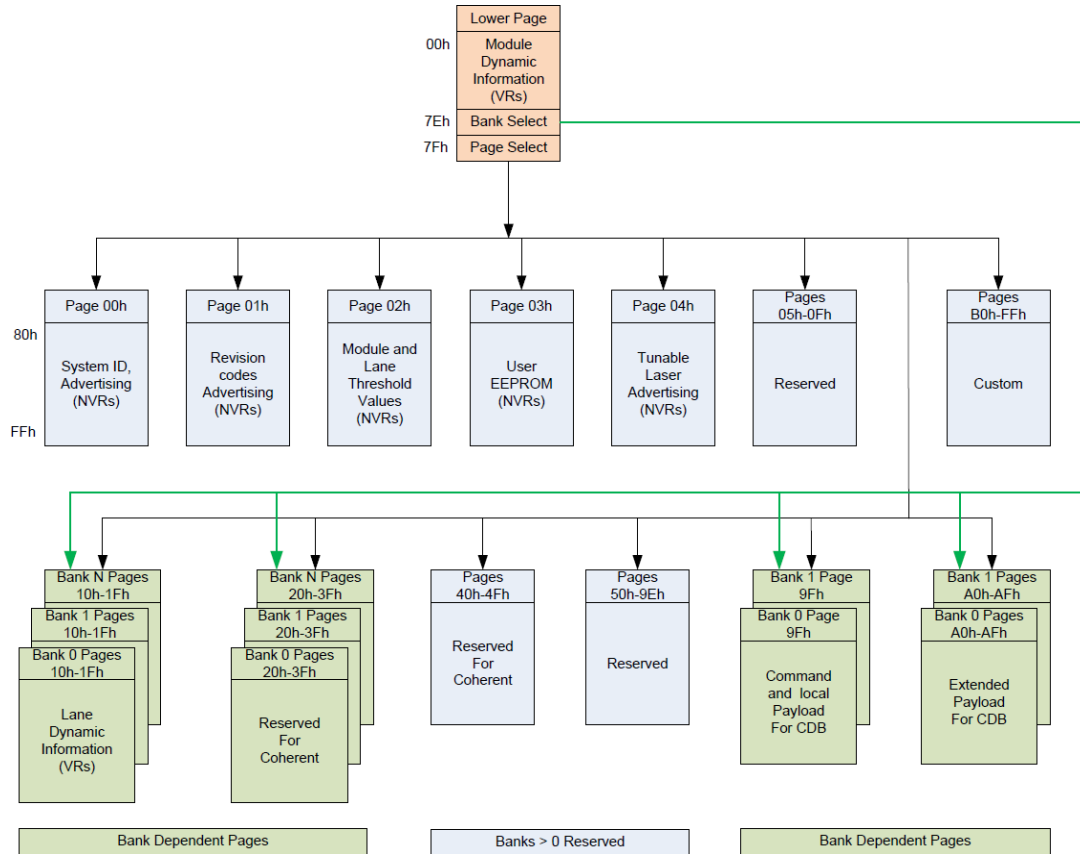 Lower Page
00h
Module
Dynamic
Information
(VRs)
7Eh
Bank Select
7Fh
Page Select
Page 00h
80h
System ID,
Advertising
(NVRs)
FFh
Page 01h
Revision
codes
Advertising
(NVRs)
Page 02h
Module and
Lane
Threshold
Values
(NVRs)
Page 03h
User
EEPROM
(NVRs)
Page 04h
Tunable
Laser
Advertising
(NVRs)
Pages
05h-0Fh
Reserved
Pages
B0h-FFh
Custom
Bank N Pages
10h-1Fh
Bank 1 Pages
10h-1Fh
Bank 0 Pages
10h-1Fh
Lane
Dynamic
Information
(VRs)
Bank N Pages
20h-3Fh
Bank 1 Pages
20h-3Fh
Bank 0 Pages
20h-3Fh
Reserved
For
Coherent
Pages
40h-4Fh
Reserved
For
Coherent
Pages
50h-9Eh
Reserved
Bank 1 Page
9Fh
Bank 0 Page
9Fh
Command
and local
Payload
For CDB
Bank 1 Pages
A0h-AFh
Bank 0 Pages
A0h-AFh
Extended
Payload
For CDB
Bank Dependent Pages
Banks > 0 Reserved
Bank Dependent Pages